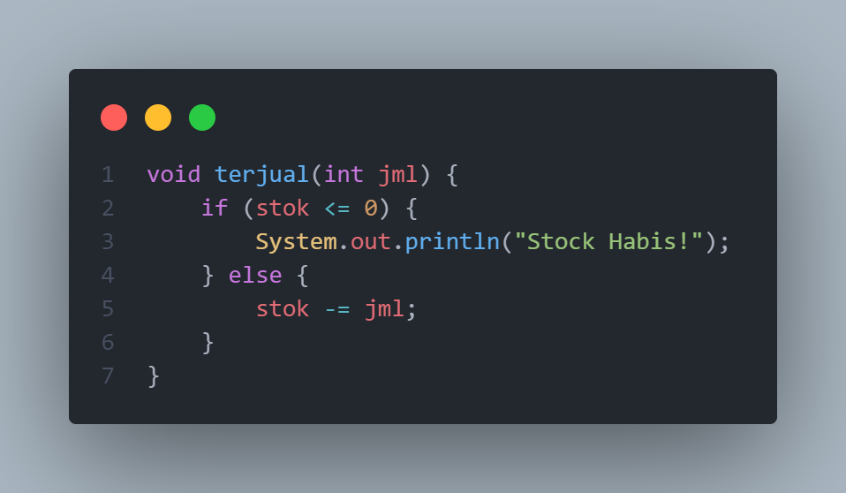 1 void terjual(int jml) {
2     if (stok <= 0) {
3         System.out.println("Stock Habis!");
4     } else {
5         stok -= jml;
6     }
7 }